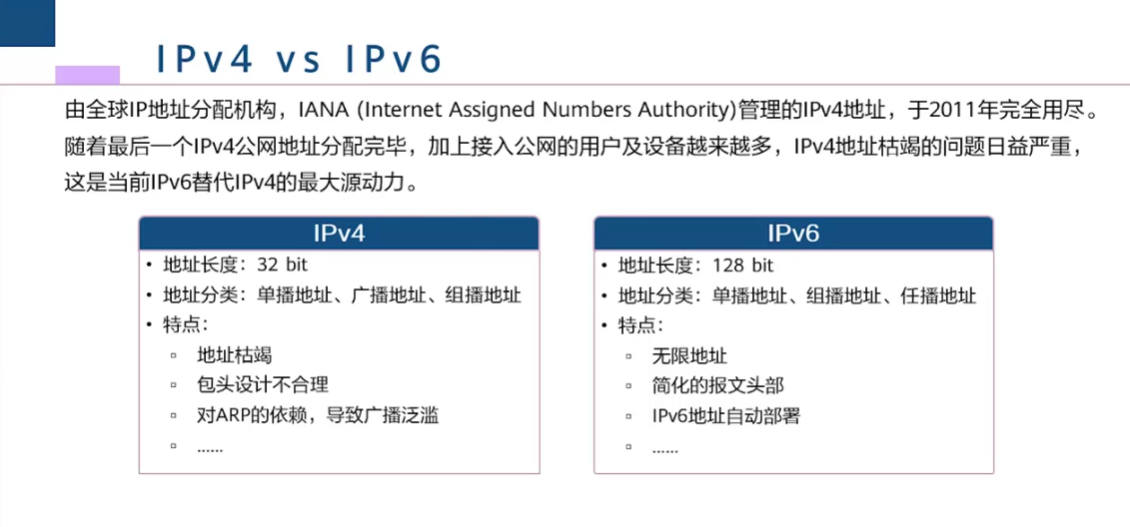 IPv4 vs IPv6
由全球IP地址分配机构，IANA (Internet Assigned Numbers Authority)管理的IPv4地址，于2011年完全用尽。
随着最后一个IPv4公网地址分配完毕，加上接入公网的用户及设备越来越多，IPv4地址枯竭的问题日益严重，
这是当前IPv6替代IPv4的最大源动力。
IPv4
• 地址长度：32 bit
• 地址分类：单播地址、广播地址、组播地址
• 特点：
▫ 地址枯竭
▫ 包头设计不合理
▫ 对ARP的依赖，导致广播泛滥
▫ ......
IPv6
• 地址长度：128 bit
• 地址分类：单播地址、组播地址、任播地址
• 特点：
▫ 无限地址
▫ 简化的报文头部
▫ IPv6地址自动部署
▫ ......